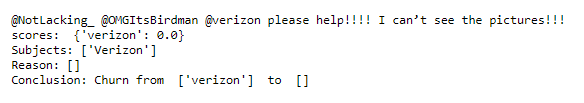 @NotLacking_ @OMGItsBirdman @verizon please help!!!! I can’t see the pictures!!!
scores:  {'verizon': 0.0}
Subjects: ['Verizon']
Reason: []
Conclusion: Churn from  ['verizon']  to  []